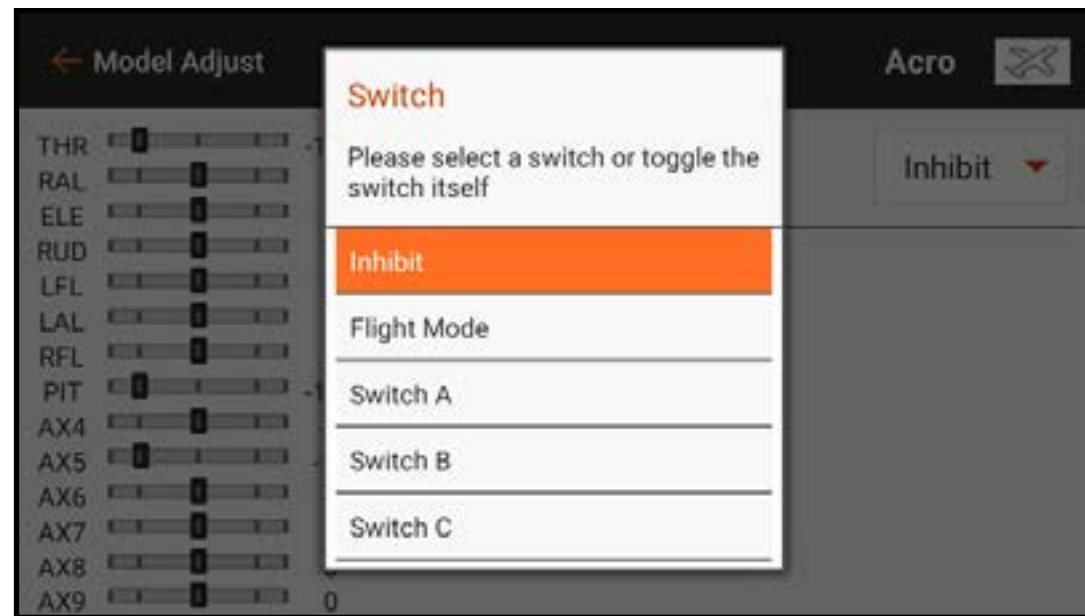 ← Model Adjust
Acro
Switch
Please select a switch or toggle the
switch itself
Inhibit
Inhibit
Flight Mode
Switch A
Switch B
Switch C
THR
RAL
ELE
RUD
LFL
LAL
RFL
PIT
AX4
AX5
AX6
AX7
AX8
AX9 0